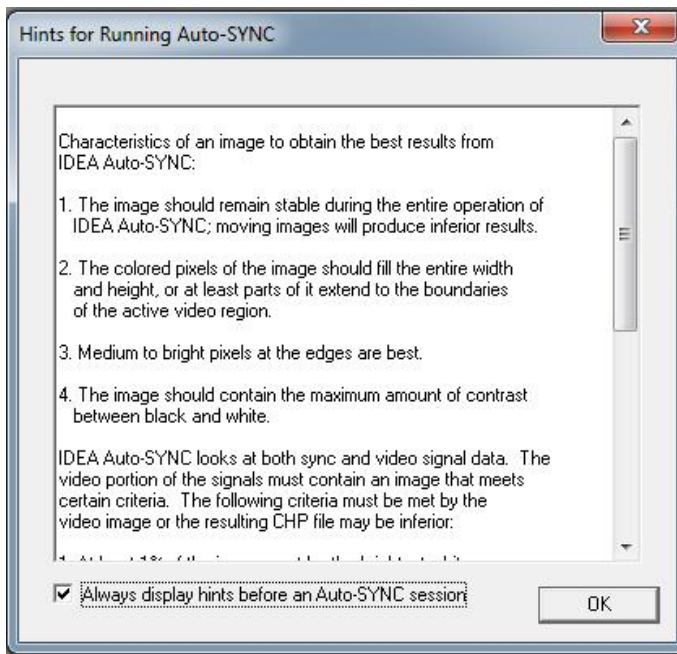 Hints for Running Auto-SYNC
Characteristics of an image to obtain the best results from
IDEA Auto-SYNC:
1. The image should remain stable during the entire operation of
IDEA Auto-SYNC; moving images will produce inferior results.
2. The colored pixels of the image should fill the entire width
and height, or at least parts of it extend to the boundaries
of the active video region.
3. Medium to bright pixels at the edges are best.
4. The image should contain the maximum amount of contrast
between black and white.
IDEA Auto-SYNC looks at both sync and video signal data. The
video portion of the signals must contain an image that meets
certain criteria. The following criteria must be met by the
video image or the resulting CHP file may be inferior:
Always display hints before an Auto-SYNC session
OK